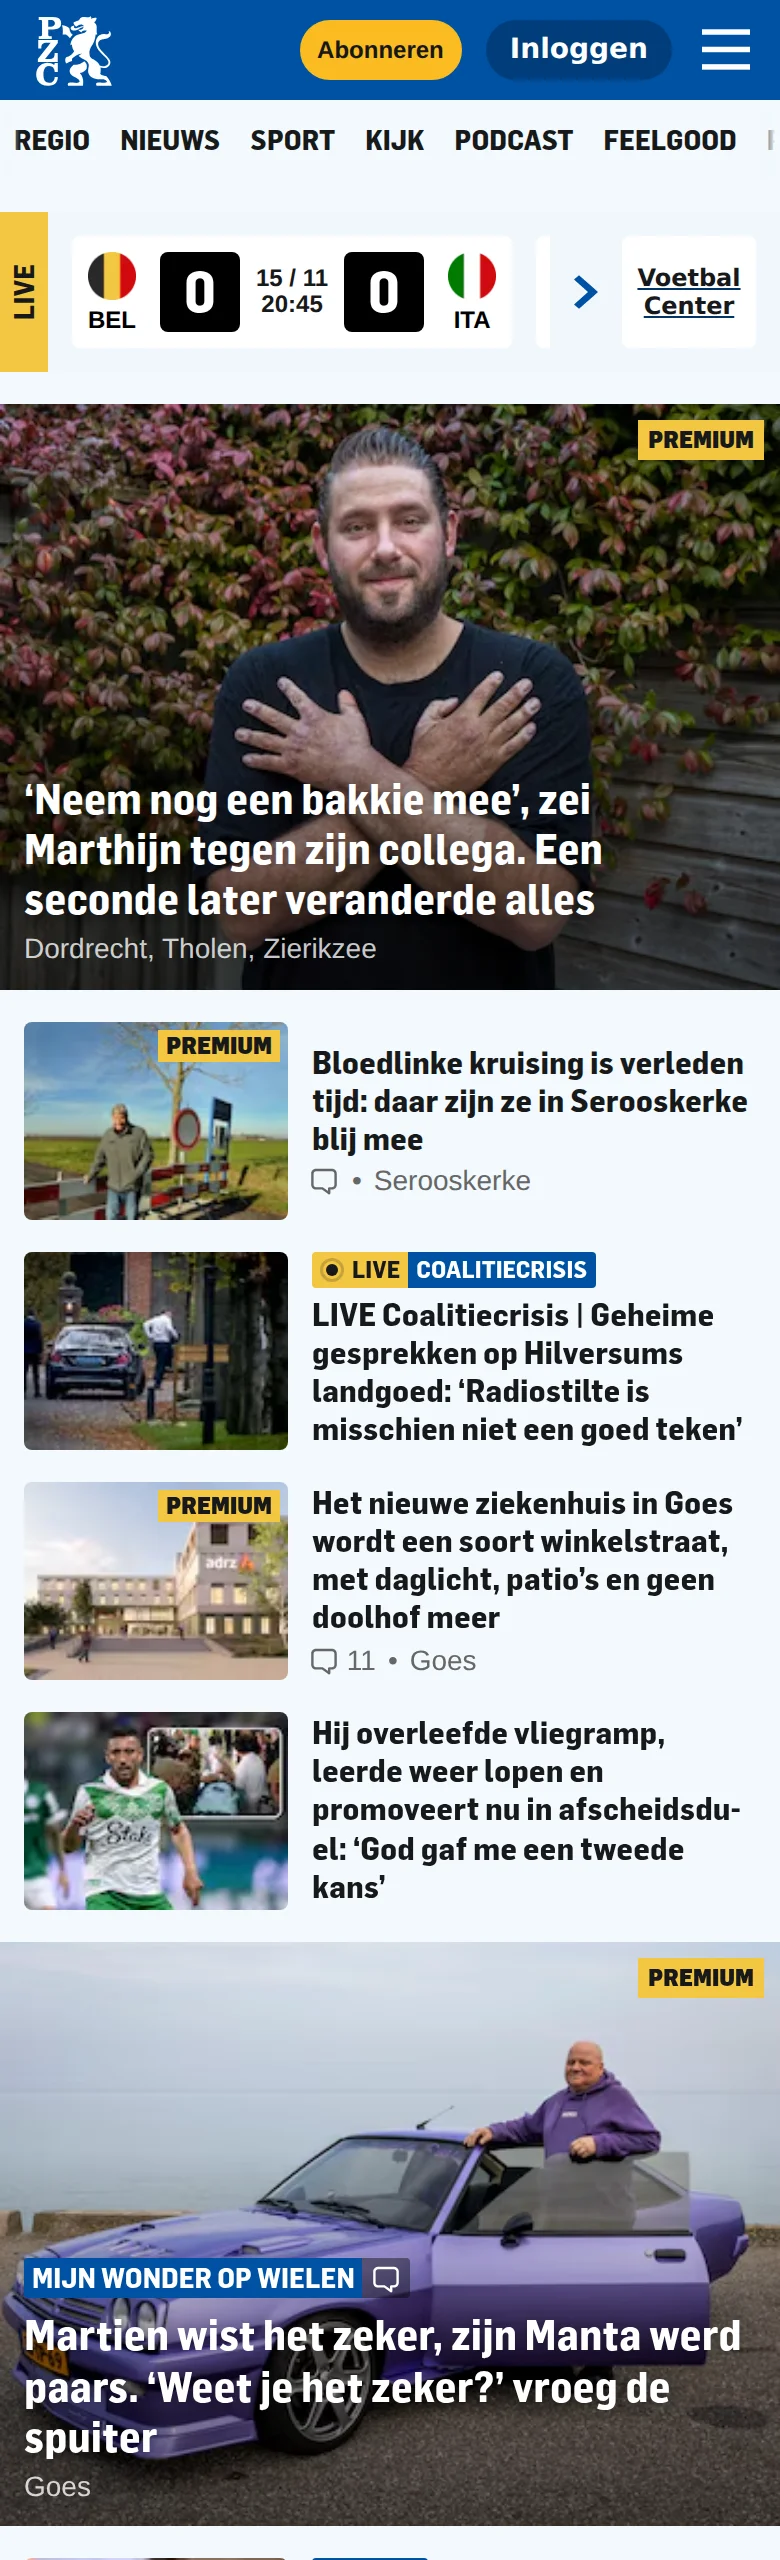 PZC
Abonneren
Inloggen
REGIO NIEUWS SPORT KIJK PODCAST FEELGOOD
LIVE
BEL
0
15 / 11
20:45
0
ITA
Voetbal
Center
PREMIUM
‘Neem nog een bakkie mee’, zei
Marthijn tegen zijn collega. Een
seconde later veranderde alles
Dordrecht, Tholen, Zierikzee
PREMIUM
Bloedlinke kruising is verleden
tijd: daar zijn ze in Serooskerke
blij mee
• Serooskerke
LIVE COALITIECRISIS
LIVE Coalitiecrisis | Geheime
gesprekken op Hilversums
landgoed: ‘Radiostilte is
misschien niet een goed teken’
PREMIUM
adrz
Het nieuwe ziekenhuis in Goes
wordt een soort winkelstraat,
met daglicht, patio’s en geen
doolhof meer
11 • Goes
Stake
Hij overleefde vliegramp,
leerde weer lopen en
promoveert nu in afscheidsdu-
el: ‘God gaf me een tweede
kans’
PREMIUM
MIJN WONDER OP WIELEN
Martien wist het zeker, zijn Manta werd
paars. ‘Weet je het zeker?’ vroeg de
spuiter
Goes